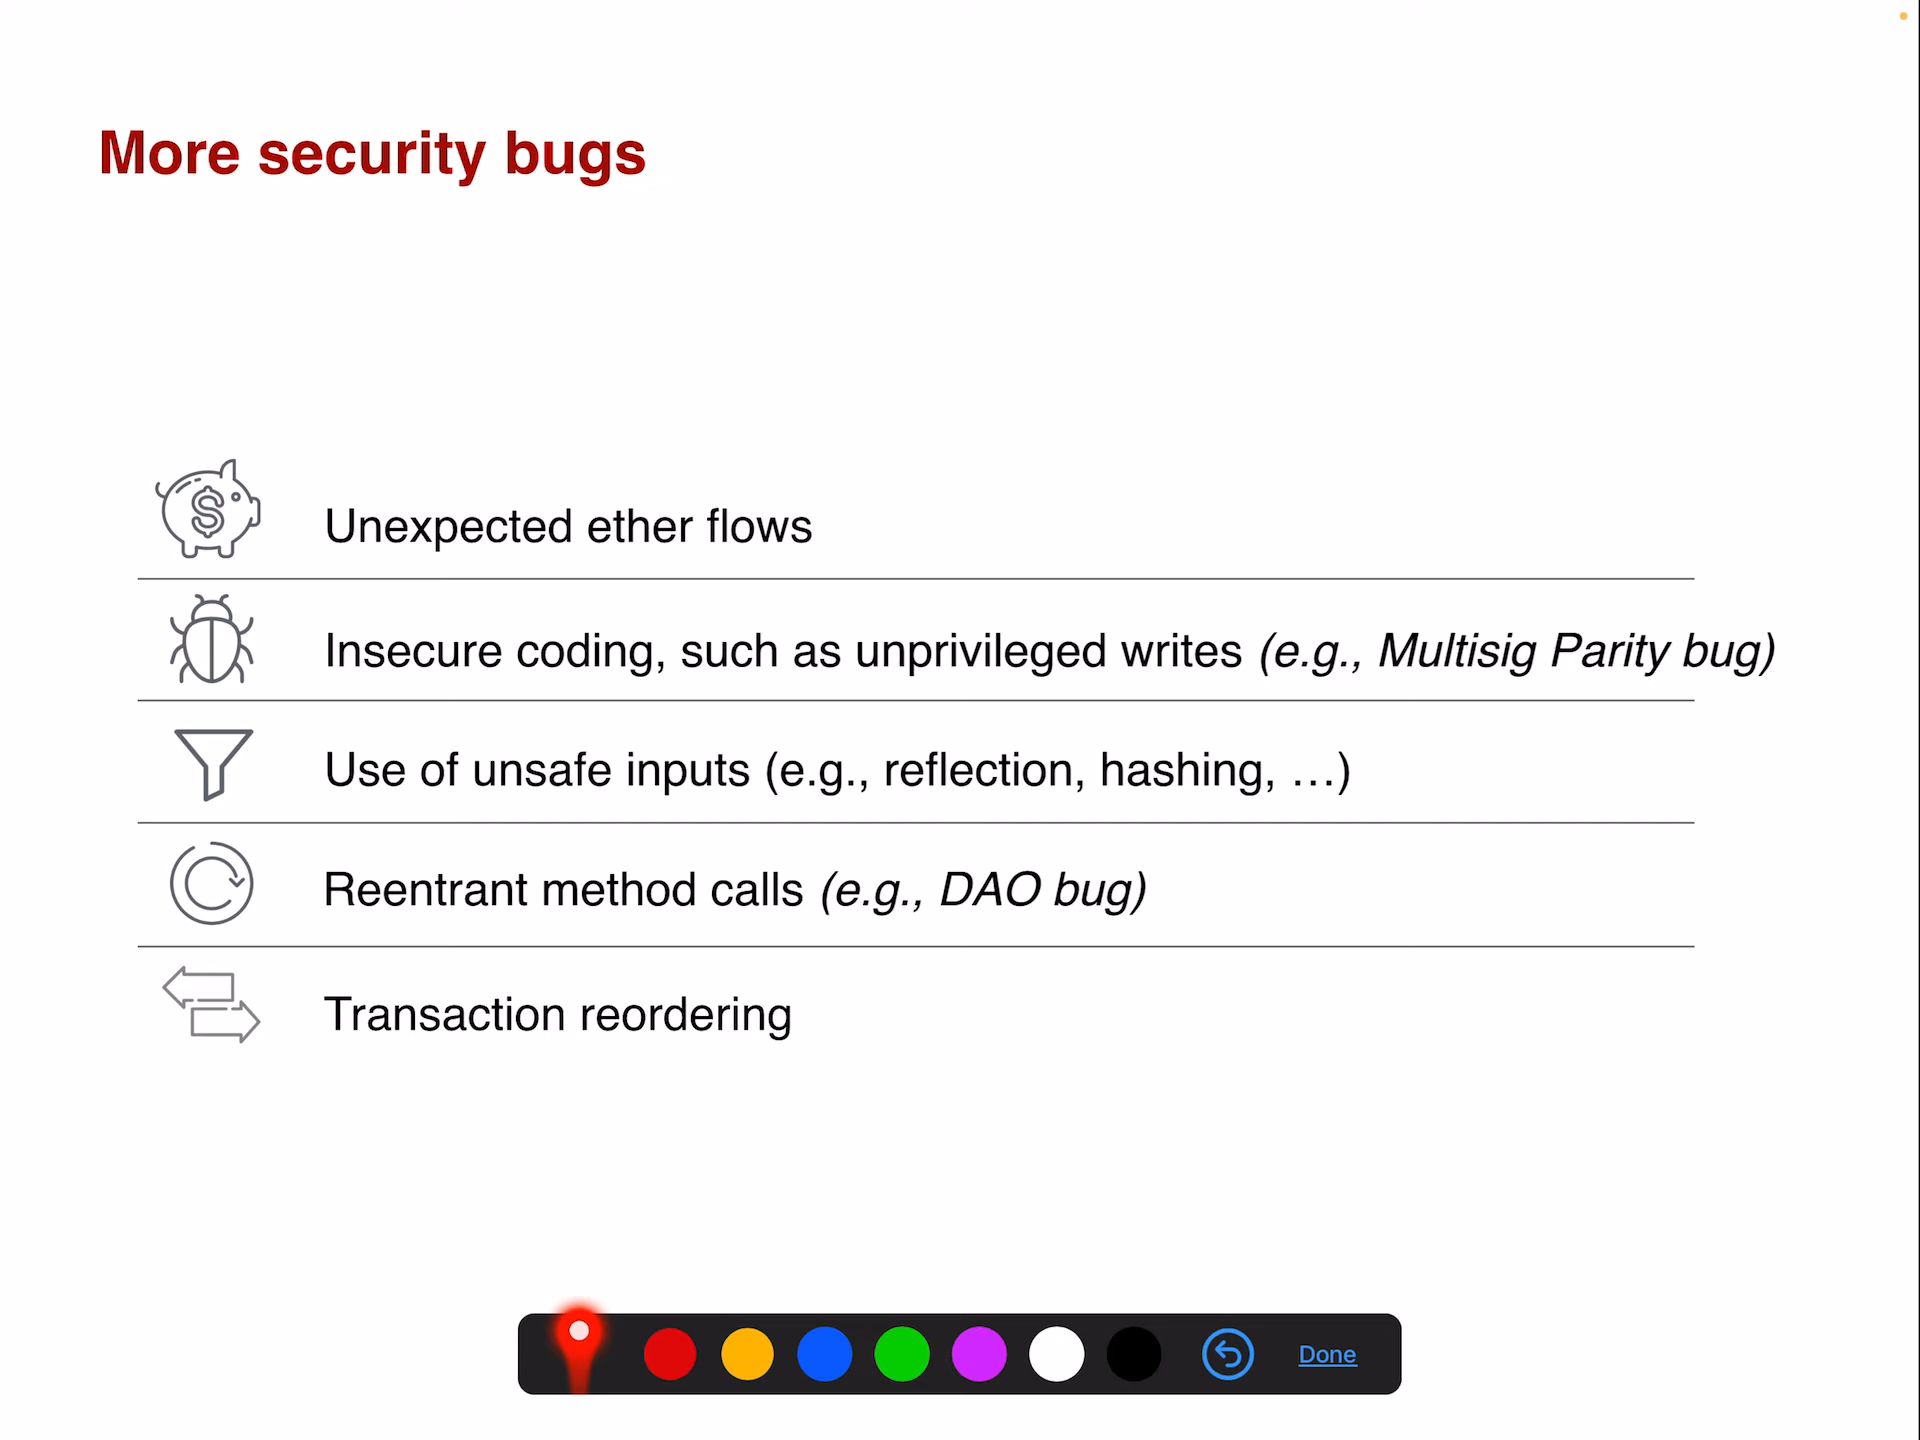 More security bugs
$
Unexpected ether flows
Insecure coding, such as unprivileged writes (e.g., Multisig Parity bug)
Use of unsafe inputs (e.g., reflection, hashing, …)
Reentrant method calls (e.g., DAO bug)
Transaction reordering
Done